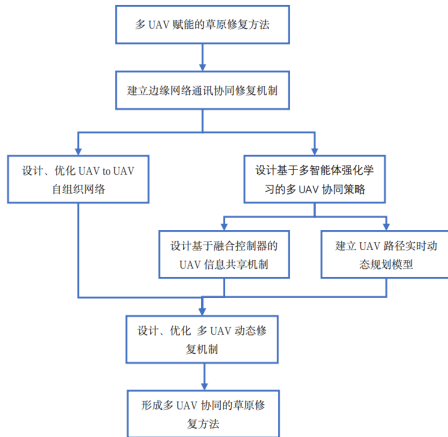 多UAV赋能的草原修复方法
建立边缘网络通讯协同修复机制
设计、优化 UAV to UAV
自组织网络
设计基于多智能体强化学
习的多 UAV 协同策略
设计基于融合控制器的
UAV 信息共享机制
建立 UAV 路径实时动
态规划模型
设计、优化 多 UAV 动态修
复机制
形成多 UAV 协同的草原修
复方法